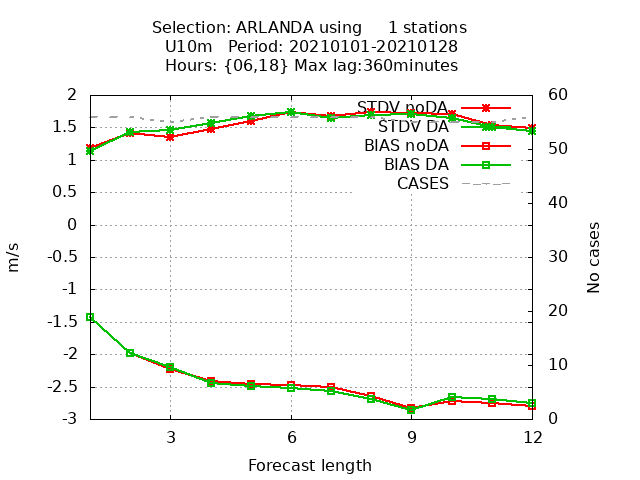 Selection: ARLANDA using 1 stations
U10m Period: 20210101-20210128
Hours: {06,18} Max lag:360minutes
STDV noDA
STDV DA
BIAS noDA
BIAS DA
CASES
2
1.5
1
0.5
0
-0.5
-1
-1.5
-2
-2.5
-3
m/s
60
50
40
30
20
10
0
No cases
3
6
9
12
Forecast length